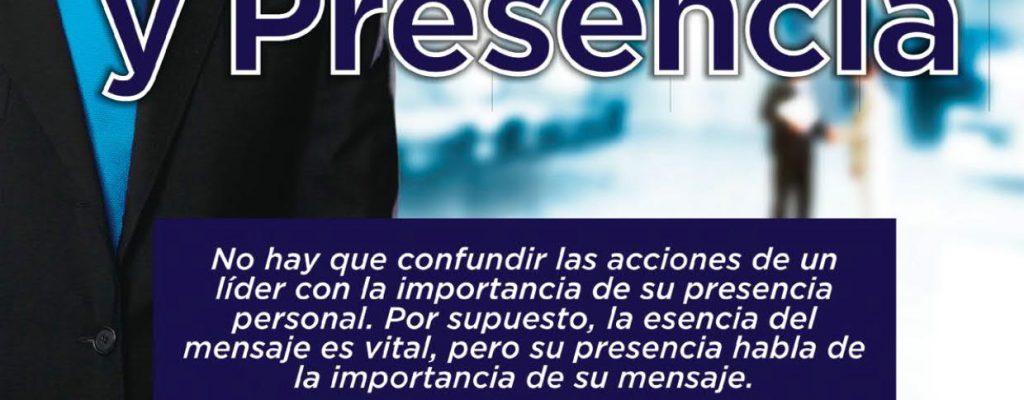 y Presencia
No hay que confundir las acciones de un
líder con la importancia de su presencia
personal. Por supuesto, la esencia del
mensaje es vital, pero su presencia habla de
la importancia de su mensaje.